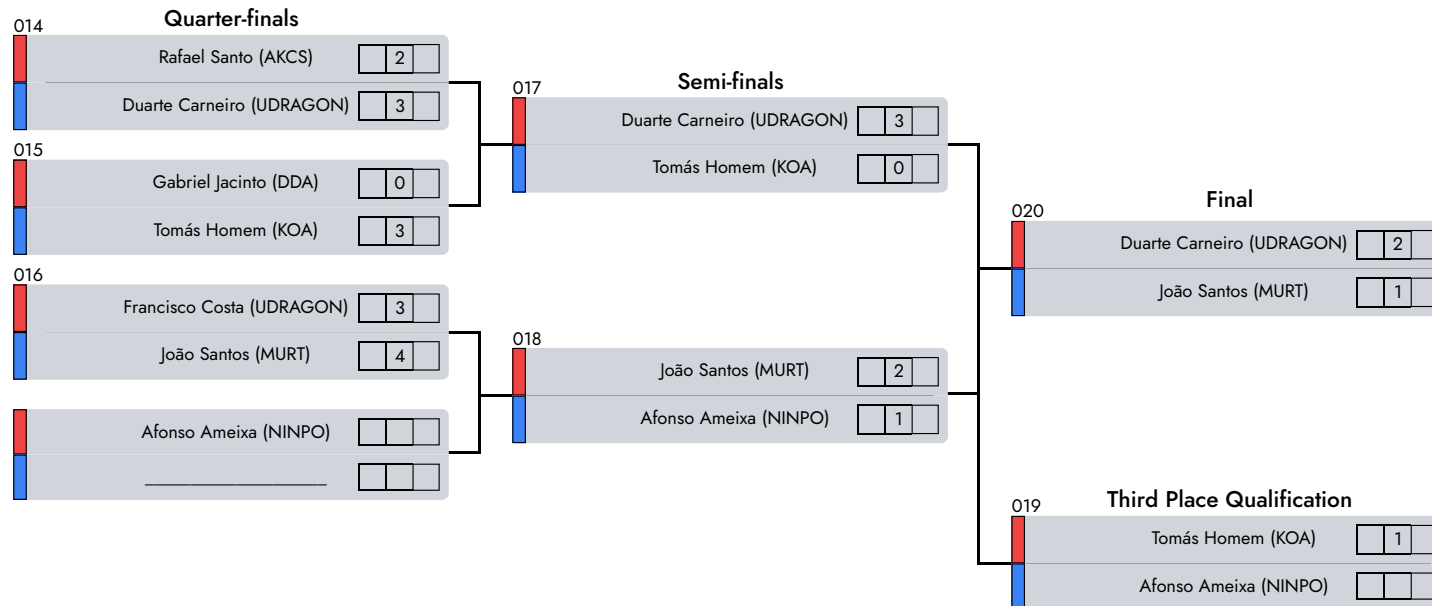 Quarter-finals
014
Rafael Santo (AKCS) 2
Duarte Carneiro (UDRAGON) 3
015
Gabriel Jacinto (DDA) 0
Tomás Homem (KOA) 3
016
Francisco Costa (UDRAGON) 3
João Santos (MURT) 4
Afonso Ameixa (NINPO)
____________________
Semi-finals
017
Duarte Carneiro (UDRAGON) 3
Tomás Homem (KOA) 0
018
João Santos (MURT) 2
Afonso Ameixa (NINPO) 1
Final
020
Duarte Carneiro (UDRAGON) 2
João Santos (MURT) 1
Third Place Qualification
019
Tomás Homem (KOA) 1
Afonso Ameixa (NINPO)